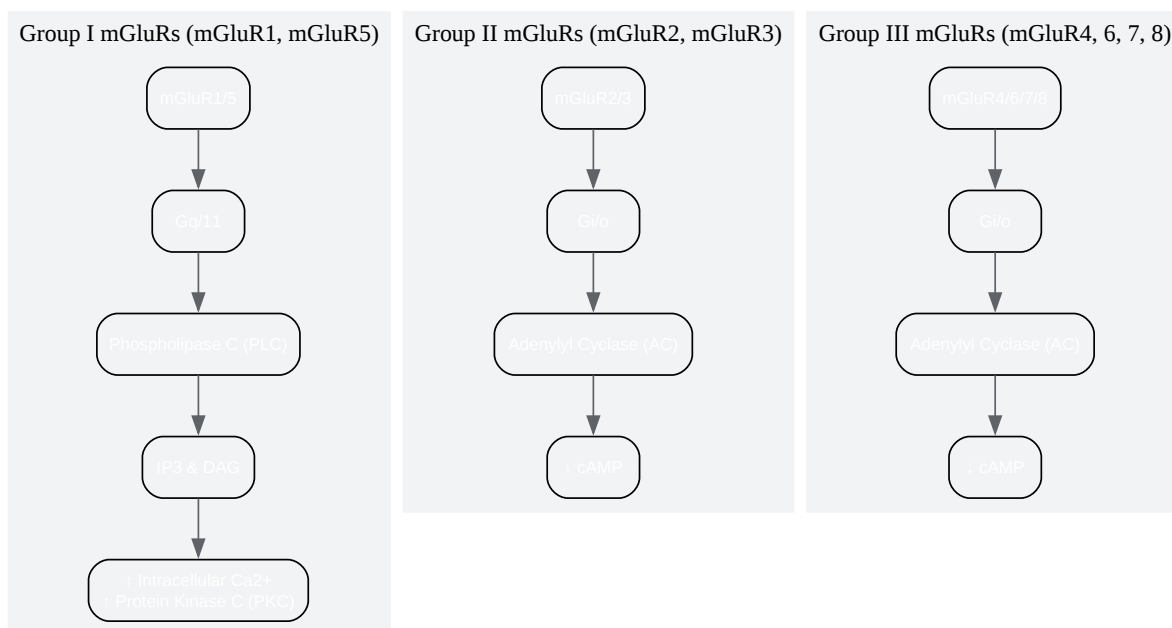 Group I mGluRs (mGluR1, mGluR5)
mGluR1/5
Gq/11
Phospholipase C (PLC)
IP3 & DAG
↑ Intracellular Ca2+
↑ Protein Kinase C (PKC)
Group II mGluRs (mGluR2, mGluR3)
mGluR2/3
Gi/o
Adenylyl Cyclase (AC)
↓ cAMP
Group III mGluRs (mGluR4, 6, 7, 8)
mGluR4/6/7/8
Gi/o
Adenylyl Cyclase (AC)
↓ cAMP